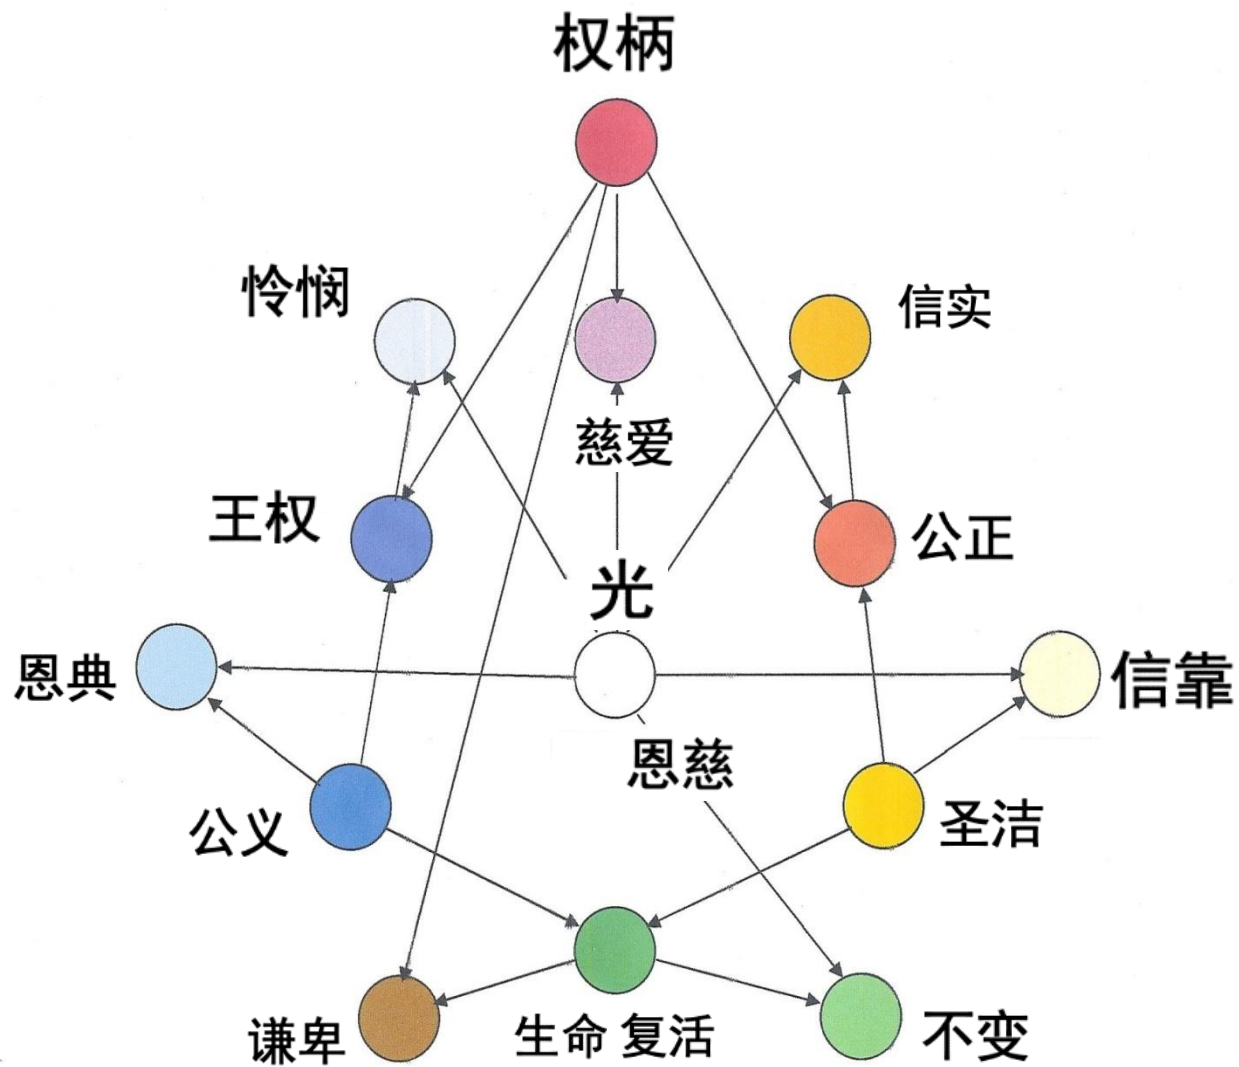 权柄
怜悯
信实
慈爱
王权
公正
光
恩典
信靠
恩慈
公义
圣洁
谦卑
生命 复活
不变